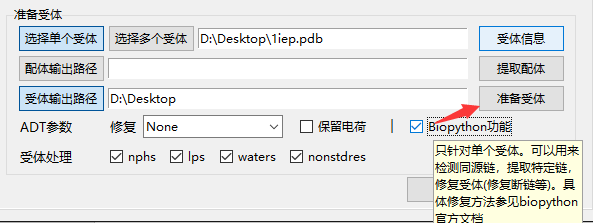 准备受体
选择单个受体 选择多个受体 D:\Desktop\1iep.pdb 受体信息
配体输出路径 提取配体
受体输出路径 D:\Desktop 准备受体
ADT参数 修复 None 保留电荷 Biopython功能
受体处理 nphs lps waters nonstdres
只针对单个受体。可以用来
检测同源链，提取特定链，
修复受体(修复断链等)。具
体修复方法参见biopython
官方文档